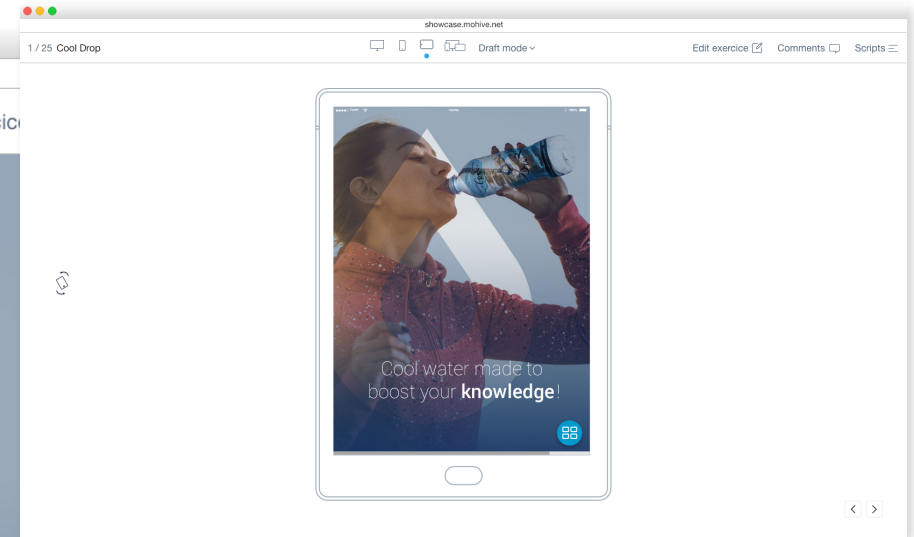 showcase.mohive.net
1 / 25 Cool Drop
Draft mode
Edit exercice
Comments
Scripts
Cool water made to
boost your knowledge!